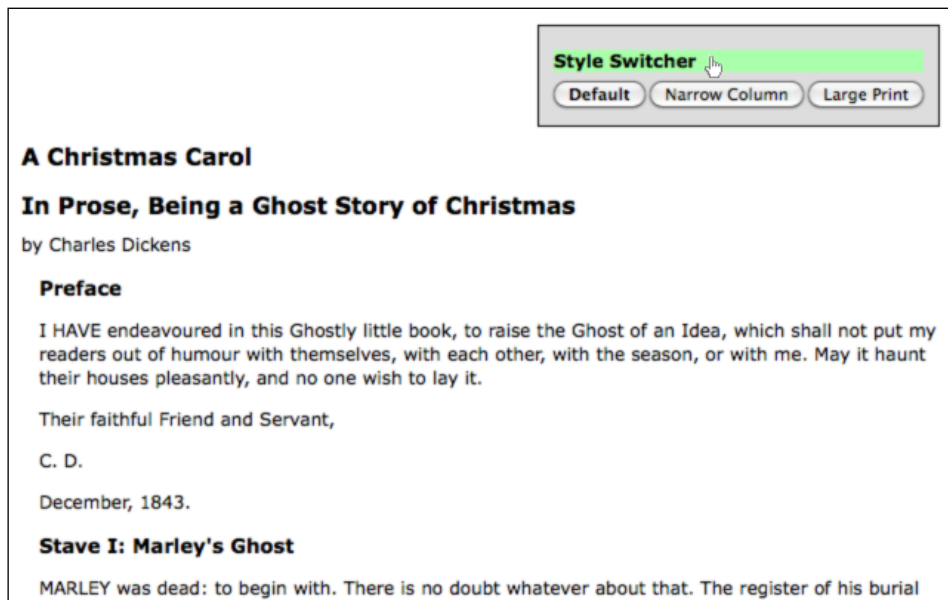 Style Switcher
Default Narrow Column Large Print
A Christmas Carol
In Prose, Being a Ghost Story of Christmas
by Charles Dickens
Preface
I HAVE endeavoured in this Ghostly little book, to raise the Ghost of an Idea, which shall not put my
readers out of humour with themselves, with each other, with the season, or with me. May it haunt
their houses pleasantly, and no one wish to lay it.
Their faithful Friend and Servant,
C. D.
December, 1843.
Stave I: Marley's Ghost
MARLEY was dead: to begin with. There is no doubt whatever about that. The register of his burial